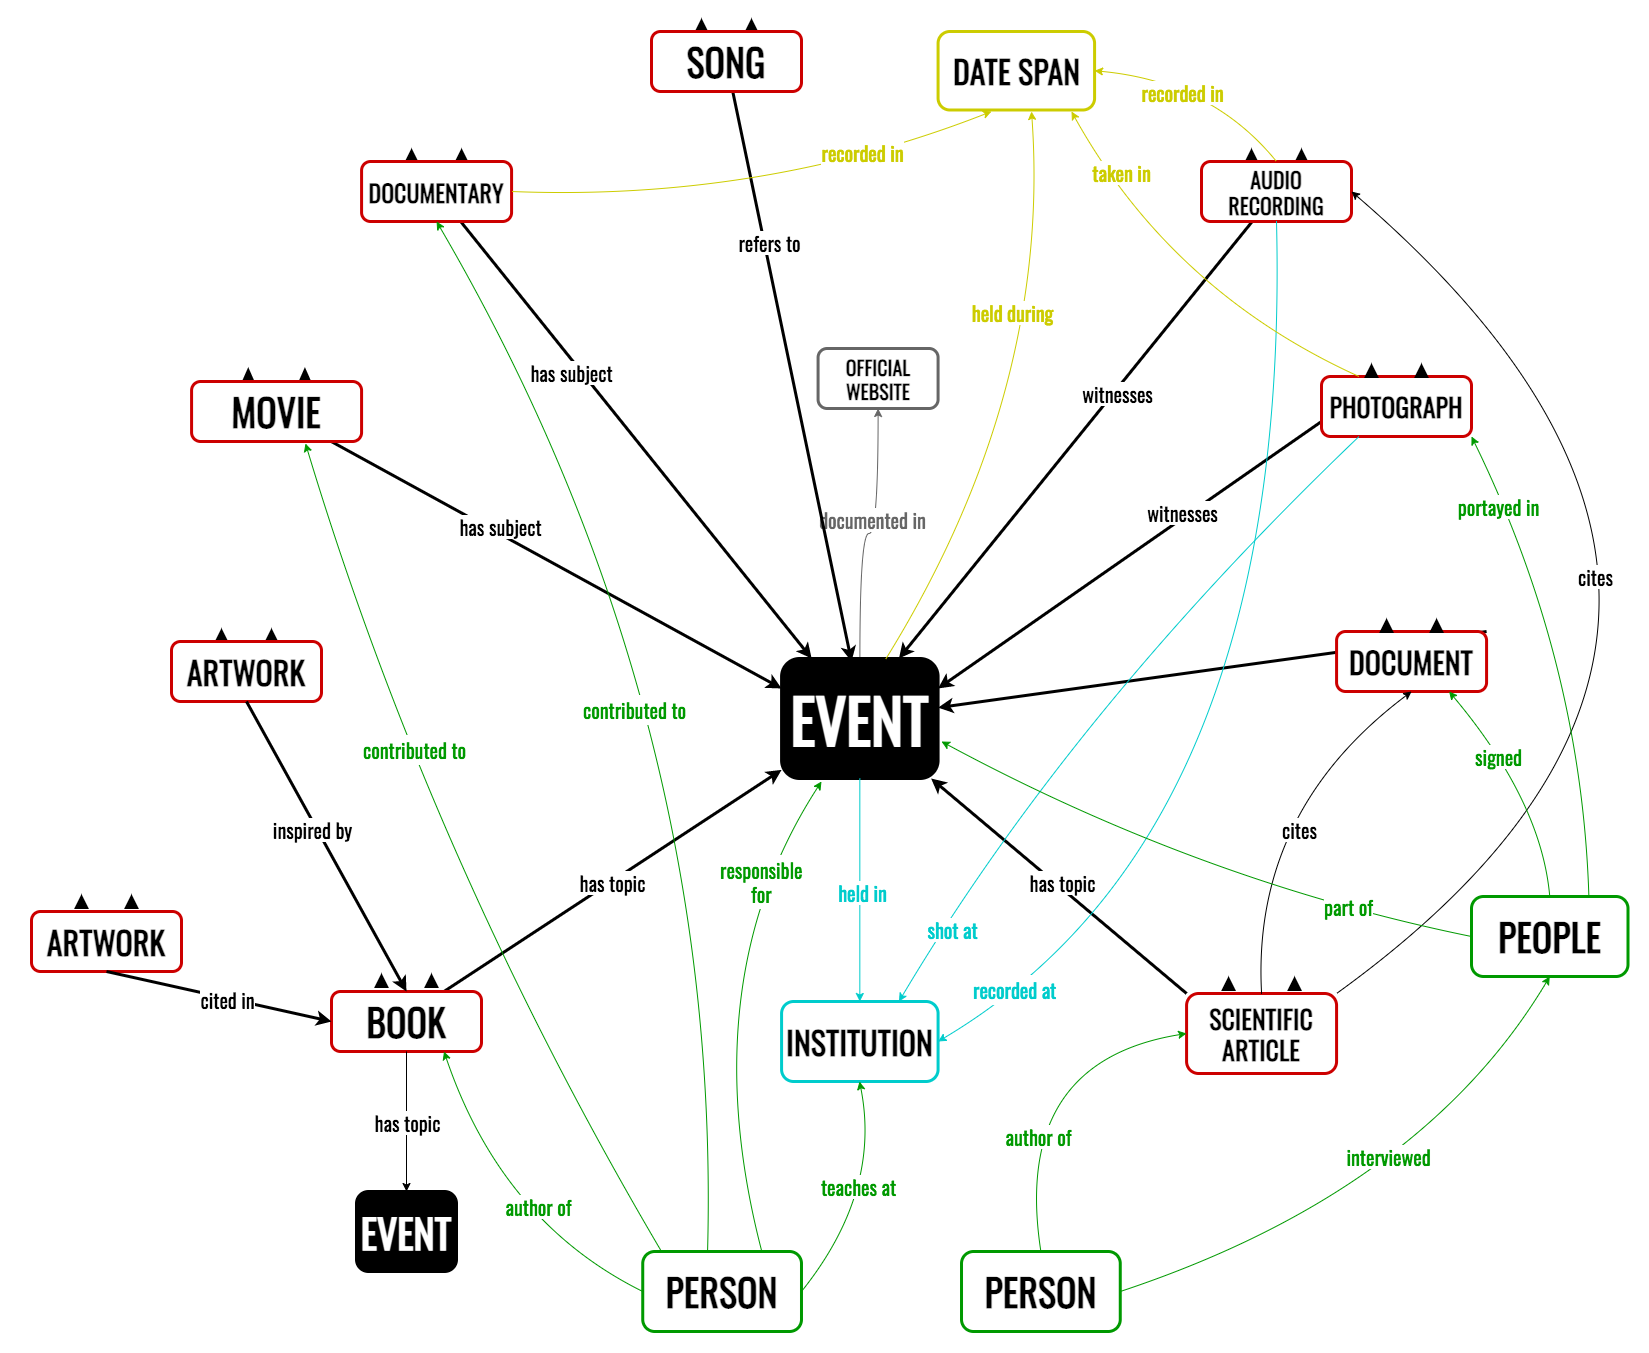 SONG
DATE SPAN
recorded in
recorded in
taken in
DOCUMENTARY
AUDIO
RECORDING
refers to
held during
has subject
OFFICIAL
WEBSITE
witnesses
MOVIE
PHOTOGRAPH
has subject
documented in
witnesses
portayed in
cites
ARTWORK
DOCUMENT
EVENT
contributed to
contributed to
signed
inspired by
cites
responsible
for
has topic
held in
has topic
part of
shot at
ARTWORK
PEOPLE
cited in
recorded at
BOOK
INSTITUTION
SCIENTIFIC
ARTICLE
has topic
author of
interviewed
teaches at
author of
EVENT
PERSON
PERSON